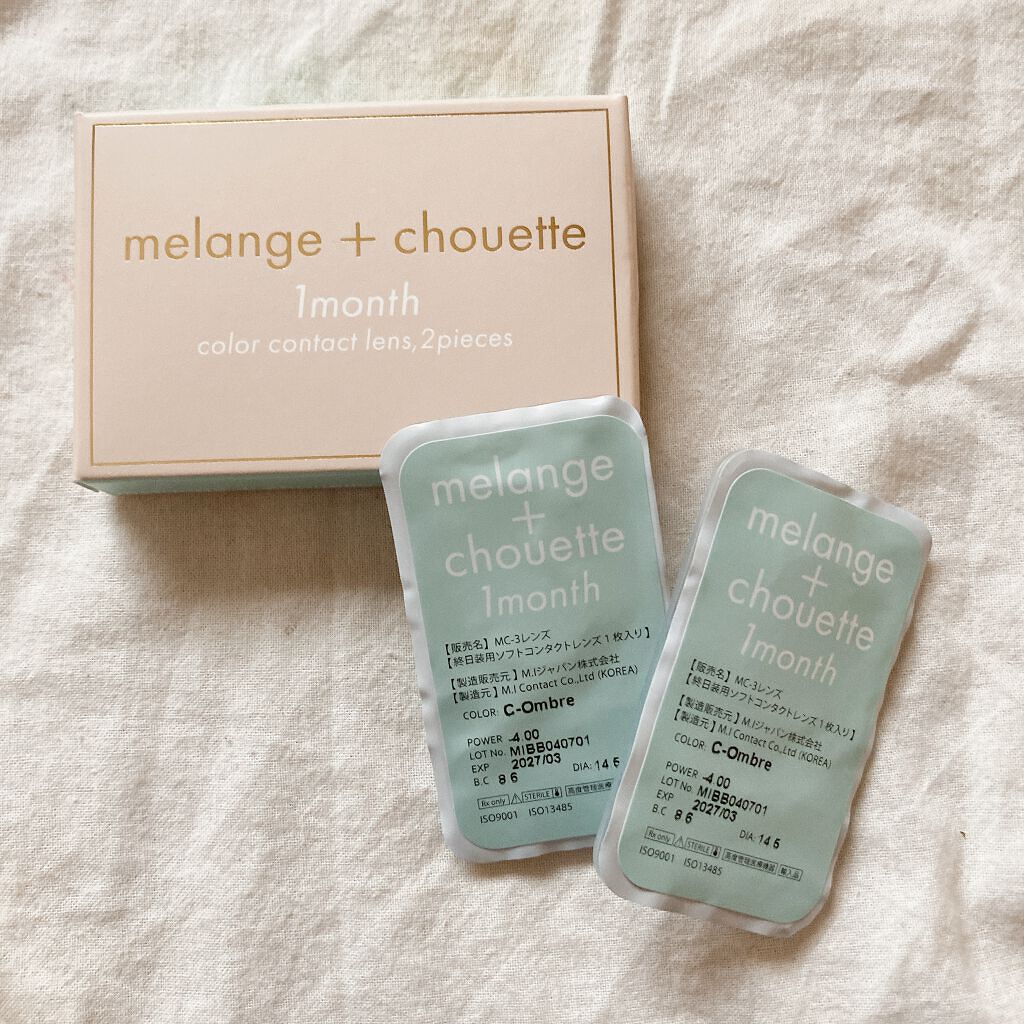 melange + chouette
1month
color contact lens,2pieces
melange
+
chouette
1month
【販売名】MC-3レンズ
【終日装用ソフトコンタクトレンズ1枚入り】
【製造販売元】M.Iジャパン株式会社
【製造元】M.I Contact Co.,Ltd (KOREA)
COLOR: C-Ombre
POWER -4.00
LOT No. MIBB040701
EXP 2027/03
B.C 8 6 DIA: 14 5
Rx only STERILE 高度管理医療
ISO9001 ISO13485
melange
+
chouette
1month
【販売名】MC-3レンズ
【終日装用ソフトコンタクトレンズ1枚入り】
【製造販売元】M.Iジャパン株式会社
【製造元】M.I Contact Co.,Ltd (KOREA)
COLOR: C-Ombre
POWER -4 00
LOT No. MIBB040701
EXP 2027/03
B.C 8 6 DIA: 14 5
Rx only STERILE 高度管理医療機器 輸入品
ISO9001 ISO13485